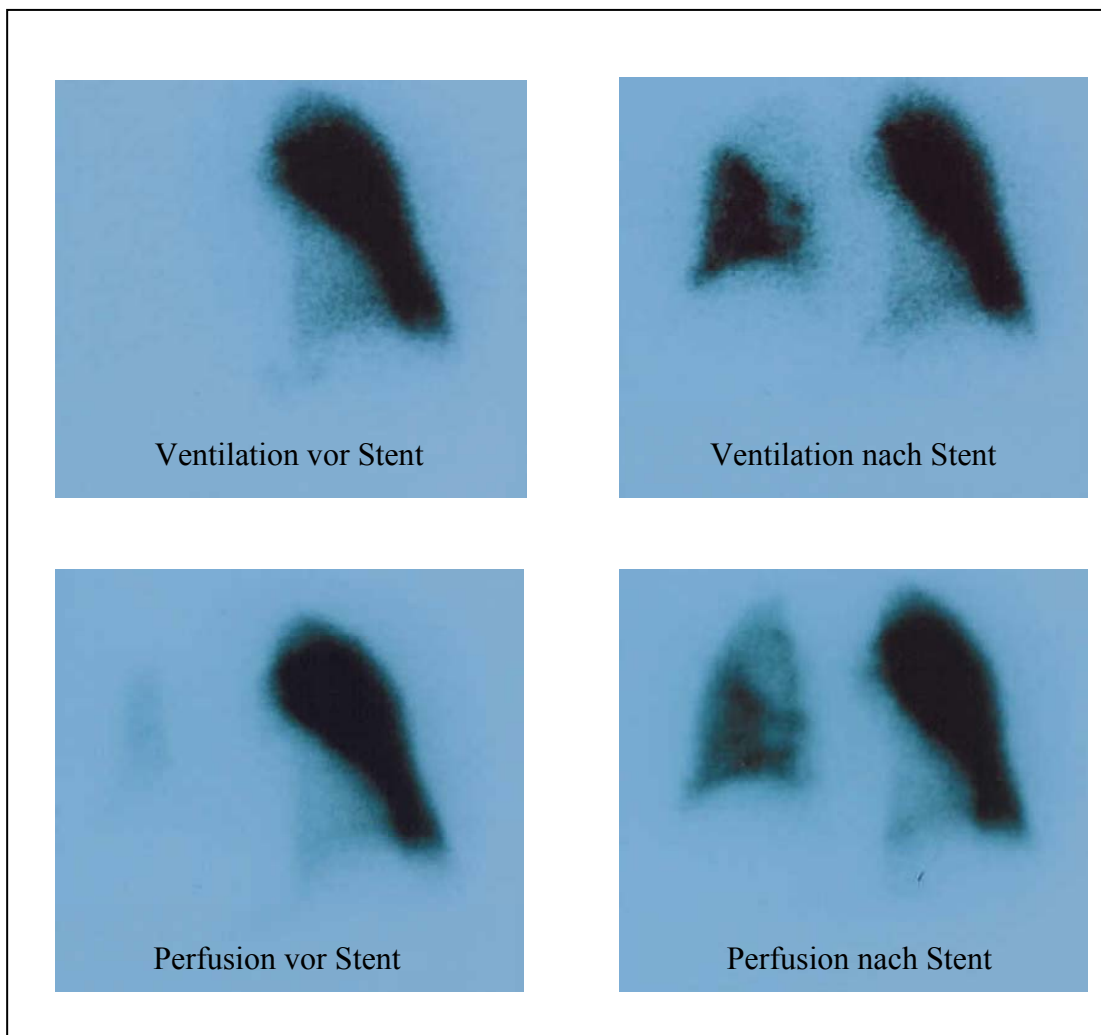 Ventilation vor Stent
Ventilation nach Stent
Perfusion vor Stent
Perfusion nach Stent